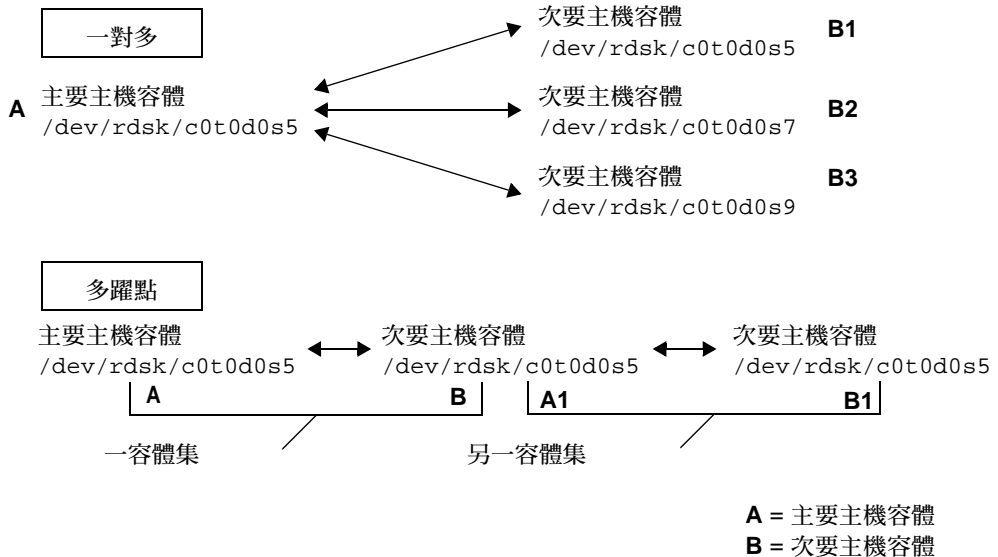 一對多
次要主機容體
/dev/rdsk/c0t0d0s5
B1
A
主要主機容體
/dev/rdsk/c0t0d0s5
次要主機容體
/dev/rdsk/c0t0d0s7
B2
次要主機容體
/dev/rdsk/c0t0d0s9
B3
多躍點
主要主機容體
/dev/rdsk/c0t0d0s5
次要主機容體
/dev/rdsk/c0t0d0s5
次要主機容體
/dev/rdsk/c0t0d0s5
A
B
A1
B1
一容體集
另一容體集
A = 主要主機容體
B = 次要主機容體